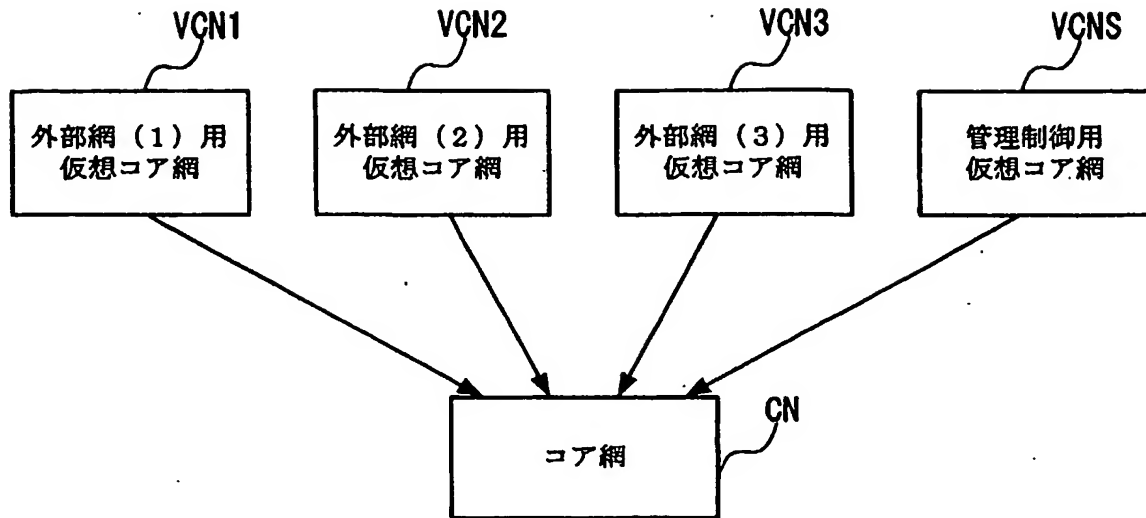 VCN1
VCN2
VCN3
VCNS
外部網（１）用
仮想コア網
外部網（２）用
仮想コア網
外部網（３）用
仮想コア網
管理制御用
仮想コア網
CN
コア網